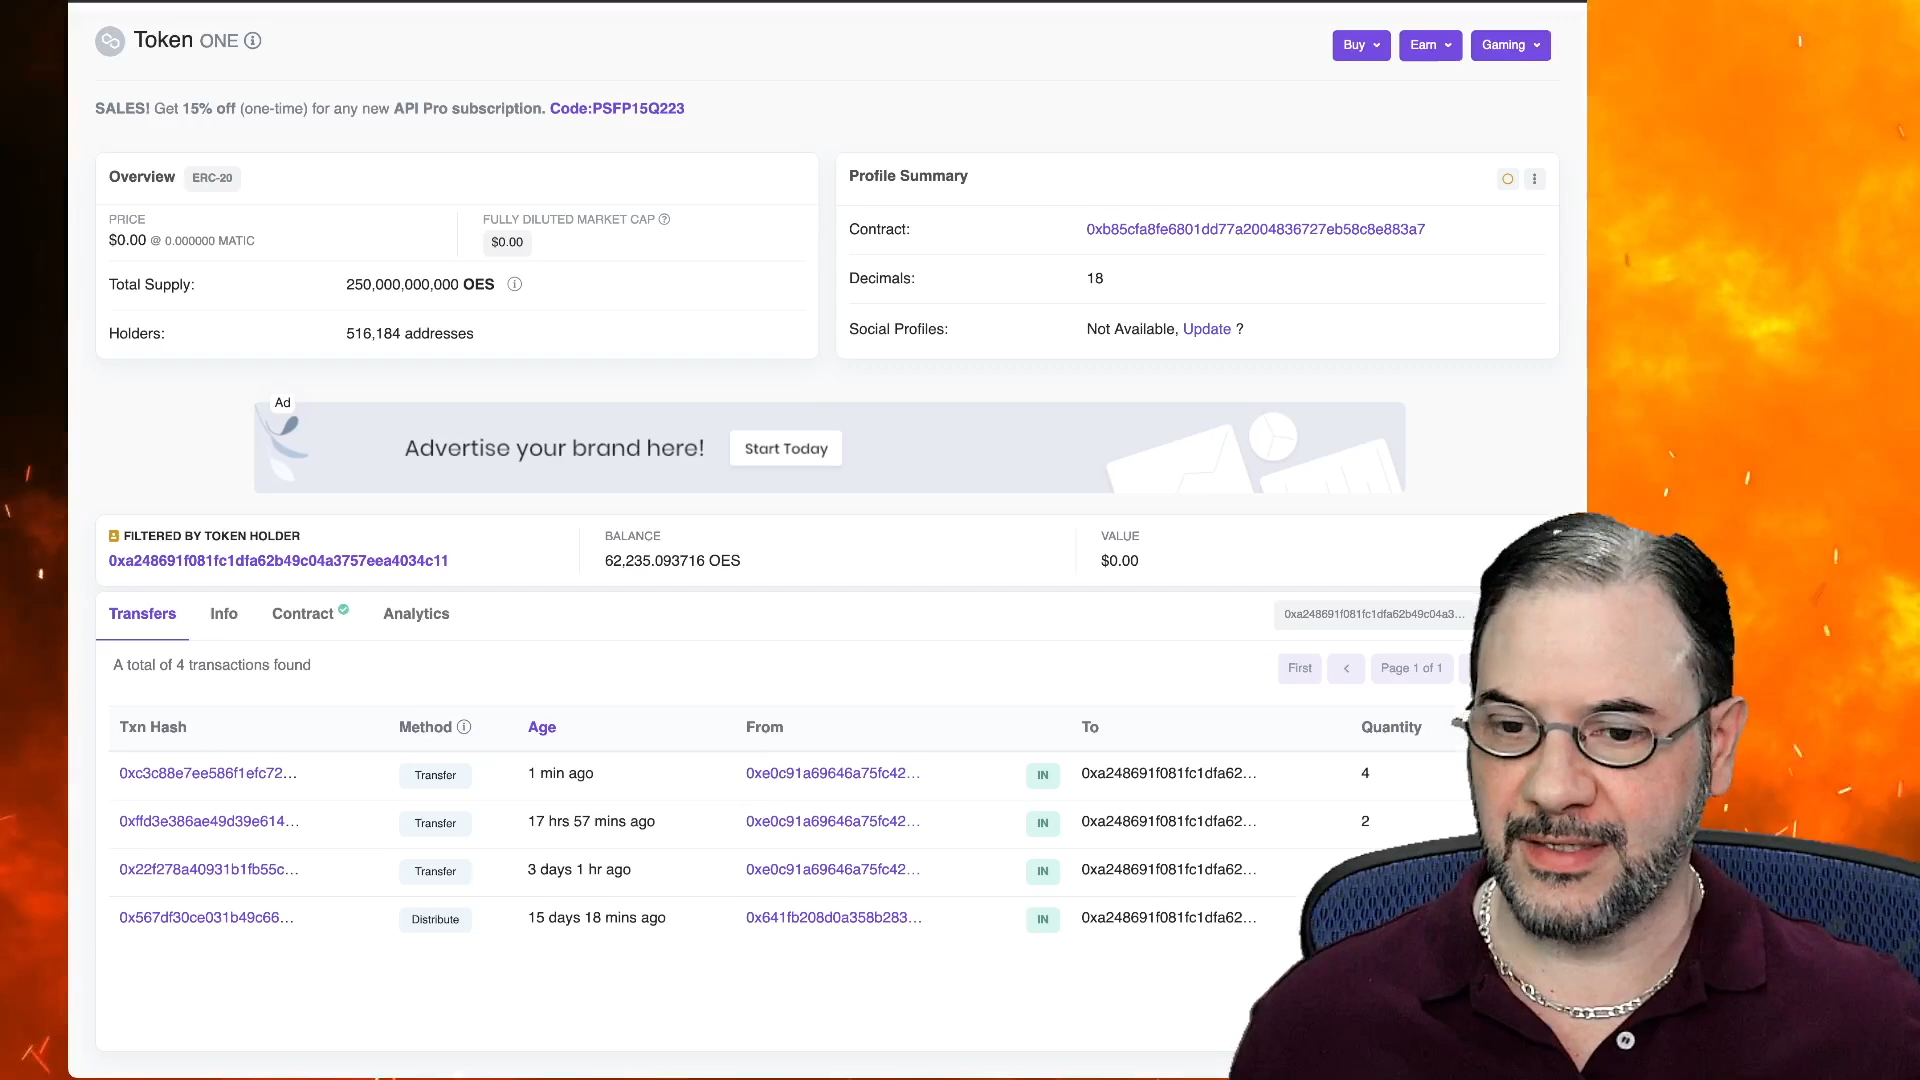 Token ONE
Buy
Earn
Gaming
SALES! Get 15% off (one-time) for any new API Pro subscription. Code:PSFP15Q223
Overview ERC-20
PRICE
$0.00 @ 0.000000 MATIC
FULLY DILUTED MARKET CAP
$0.00
Total Supply: 250,000,000,000 OES
Holders: 516,184 addresses
Profile Summary
Contract: 0xb85cfa8fe6801dd77a2004836727eb58c8e883a7
Decimals: 18
Social Profiles: Not Available, Update ?
Ad
Advertise your brand here! Start Today
FILTERED BY TOKEN HOLDER
0xa248691f081fc1dfa62b49c04a3757eea4034c11
BALANCE
62,235.093716 OES
VALUE
$0.00
Transfers Info Contract Analytics
0xa248691f081fc1dfa62b49c04a3...
A total of 4 transactions found
First < Page 1 of 1
Txn Hash Method Age From To Quantity
0xc3c88e7ee586f1efc72... Transfer 1 min ago 0xe0c91a69646a75fc42... IN 0xa248691f081fc1dfa62... 4
0xffd3e386ae49d39e614... Transfer 17 hrs 57 mins ago 0xe0c91a69646a75fc42... IN 0xa248691f081fc1dfa62... 2
0x22f278a40931b1fb55c... Transfer 3 days 1 hr ago 0xe0c91a69646a75fc42... IN 0xa248691f081fc1dfa62...
0x567df30ce031b49c66... Distribute 15 days 18 mins ago 0x641fb208d0a358b283... IN 0xa248691f081fc1dfa62...